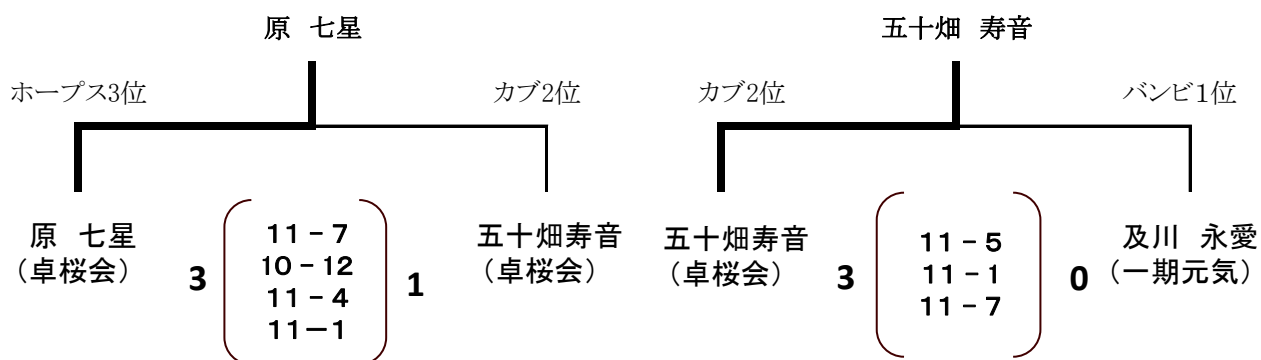 原 七星
ホープス3位
カブ2位
原 七星
(卓桜会)
3
11-7
10-12
11-4
11-1
1
五十畑寿音
(卓桜会)
五十畑 寿音
カブ2位
バンビ1位
五十畑寿音
(卓桜会)
3
11-5
11-1
11-7
0
及川 永愛
(一期元気)